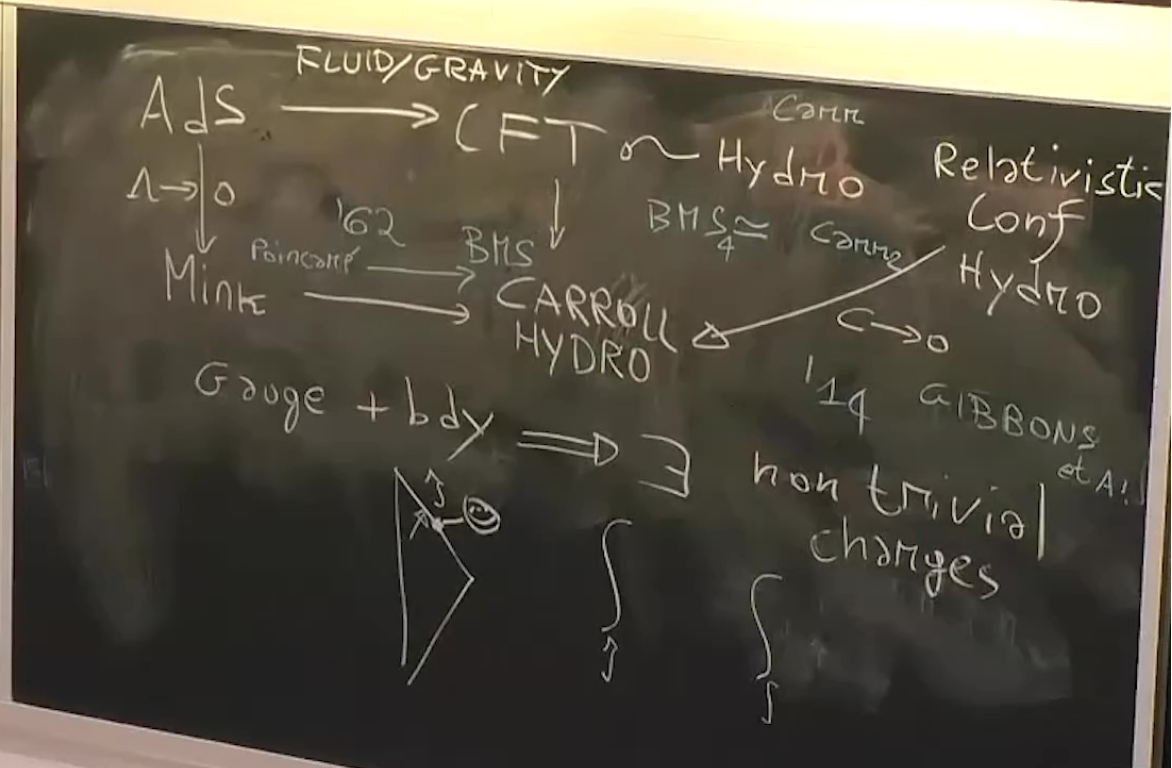 FLUID/GRAVITY
AdS → CFT ~ Hydro
Carr
Relativistic
Conf
Hydro
Λ→0
'62
Poincaré → BMS
BMS₄ ≃ Carr₂
Mink → CARROLL
HYDRO
C→0
'14 GIBBONS
et Al.
Gauge + bdy ⇒ ∃ non trivial
charges
∫
∫